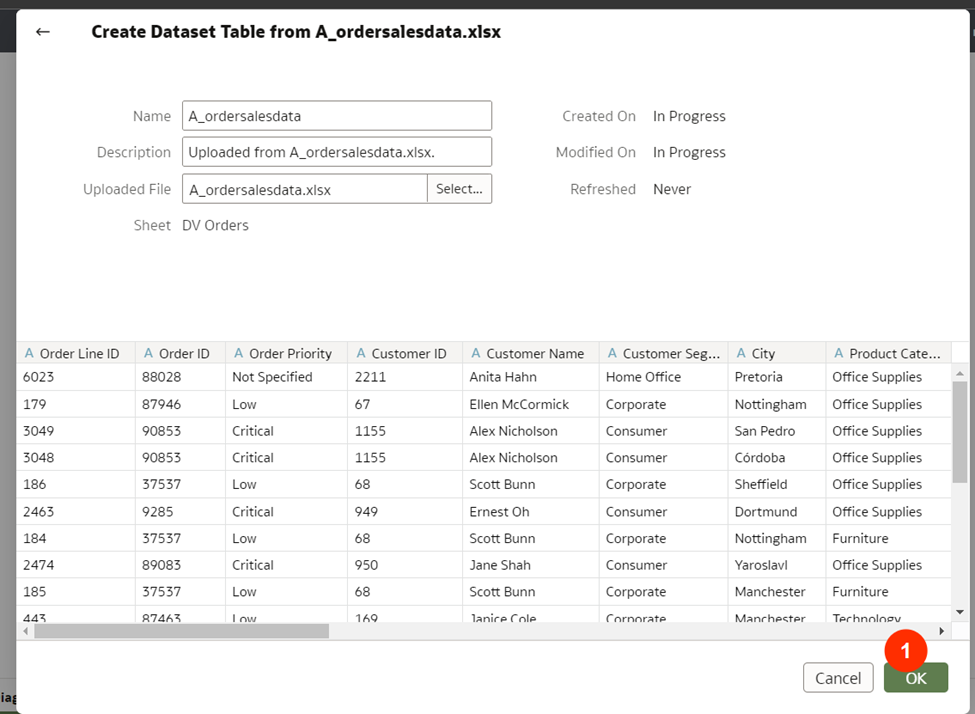 ← Create Dataset Table from A_ordersalesdata.xlsx
Name A_ordersalesdata Created On In Progress
Description Uploaded from A_ordersalesdata.xlsx. Modified On In Progress
Uploaded File A_ordersalesdata.xlsx Select... Refreshed Never
Sheet DV Orders
A Order Line ID A Order ID A Order Priority A Customer ID A Customer Name A Customer Seg... A City A Product Cate...
6023 88028 Not Specified 2211 Anita Hahn Home Office Pretoria Office Supplies
179 87946 Low 67 Ellen McCormick Corporate Nottingham Office Supplies
3049 90853 Critical 1155 Alex Nicholson Consumer San Pedro Office Supplies
3048 90853 Critical 1155 Alex Nicholson Consumer Córdoba Office Supplies
186 37537 Low 68 Scott Bunn Corporate Sheffield Office Supplies
2463 9285 Critical 949 Ernest Oh Consumer Dortmund Office Supplies
184 37537 Low 68 Scott Bunn Corporate Nottingham Furniture
2474 89083 Critical 950 Jane Shah Consumer Yaroslavl Office Supplies
185 37537 Low 68 Scott Bunn Corporate Manchester Furniture
443 87463 Low 169 Janice Cole Corporate Manchester Technology
1
Cancel OK